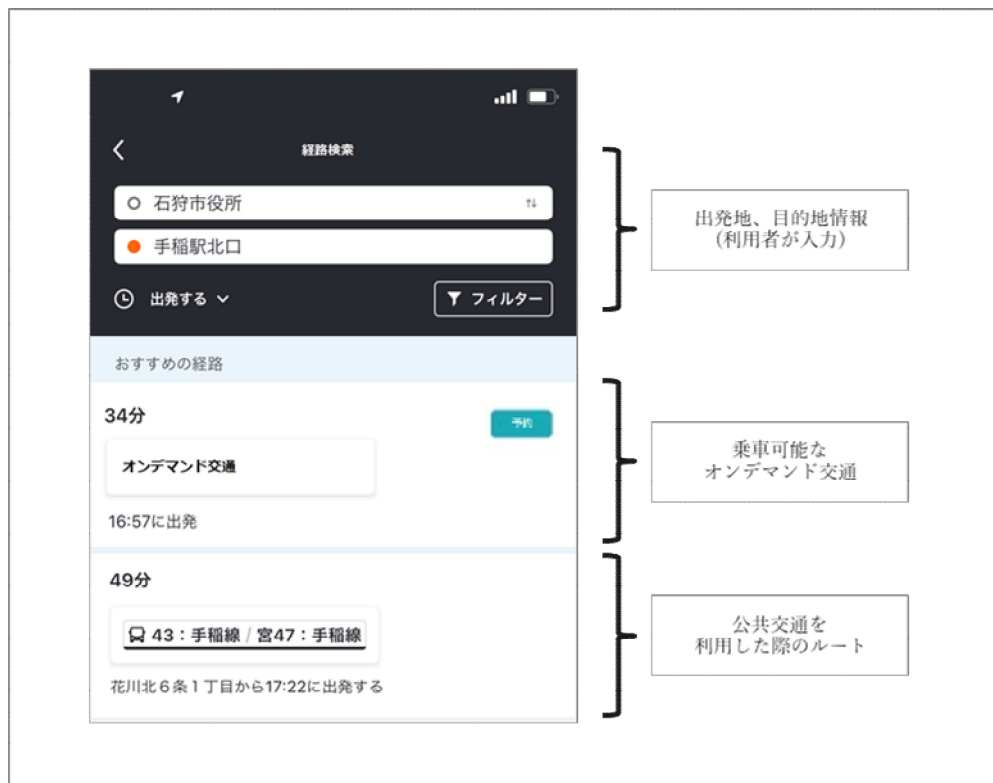 経路検索
石狩市役所
手稲駅北口
出発する
フィルター
出発地、目的地情報
(利用者が入力)
おすすめの経路
34分
予約
オンデマンド交通
16:57に出発
乗車可能な
オンデマンド交通
49分
43：手稲線 / 宮47：手稲線
花川北６条１丁目から17:22に出発する
公共交通を
利用した際のルート